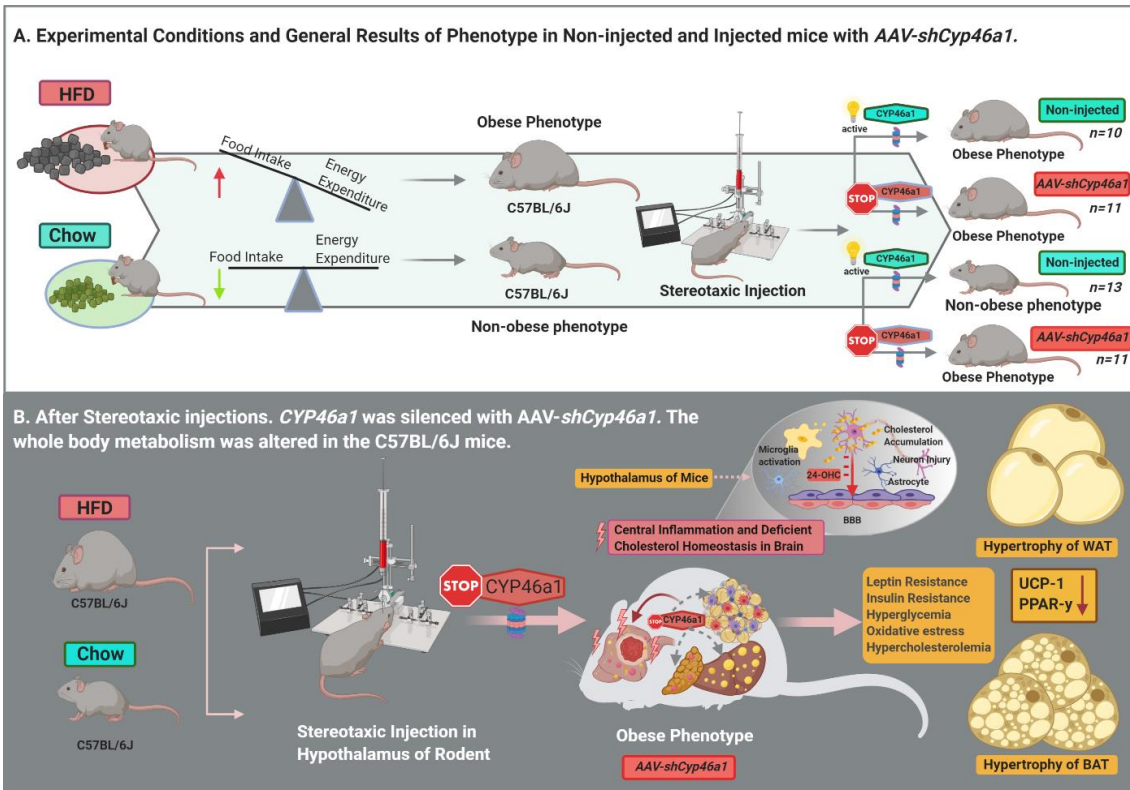 A. Experimental Conditions and General Results of Phenotype in Non-injected and Injected mice with AAV-shCyp46a1.
HFD
Food Intake
Energy
Expenditure
Obese Phenotype
C57BL/6J
Chow
Food Intake
Energy
Expenditure
C57BL/6J
Non-obese phenotype
Stereotaxic Injection
active
CYP46a1
Non-injected
n=10
Obese Phenotype
STOP
CYP46a1
AAV-shCyp46a1
n=11
Obese Phenotype
active
CYP46a1
Non-injected
n=13
Non-obese phenotype
STOP
CYP46a1
AAV-shCyp46a1
n=11
Obese Phenotype
B. After Stereotaxic injections. CYP46a1 was silenced with AAV-shCyp46a1. The
whole body metabolism was altered in the C57BL/6J mice.
HFD
C57BL/6J
Chow
C57BL/6J
Stereotaxic Injection in
Hypothalamus of Rodent
STOP
CYP46a1
Hypothalamus of Mice
Microglia
activation
Cholesterol
Accumulation
Neuron Injury
24-OHC
Astrocyte
BBB
Central Inflammation and Deficient
Cholesterol Homeostasis in Brain
STOP
CYP46a1
Obese Phenotype
AAV-shCyp46a1
Leptin Resistance
Insulin Resistance
Hyperglycemia
Oxidative estress
Hypercholesterolemia
Hypertrophy of WAT
UCP-1
PPAR-y
Hypertrophy of BAT